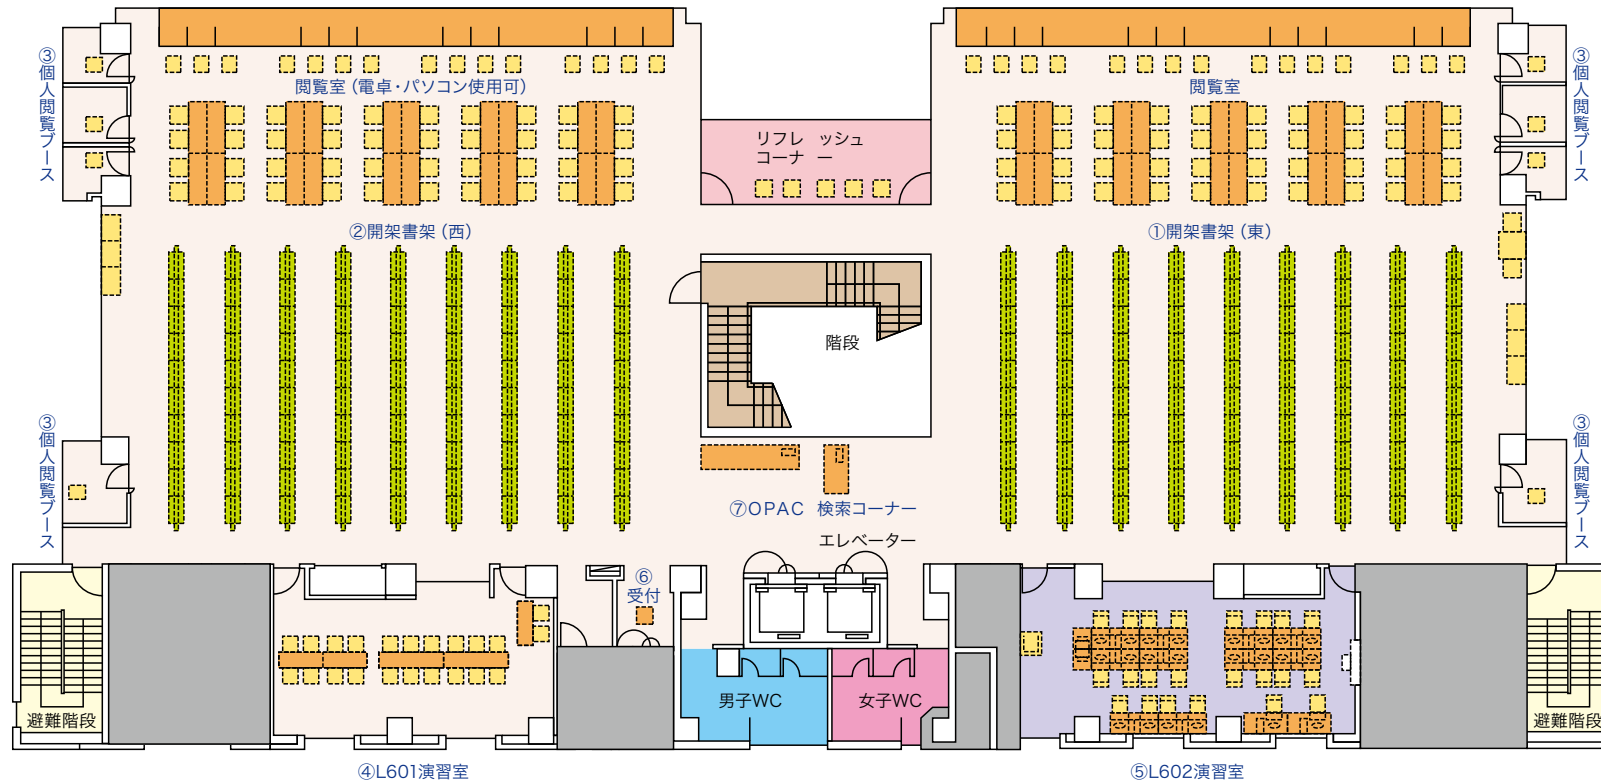 ③個人閲覧ブース
閲覧室（電卓・パソコン使用可）
閲覧室
③個人閲覧ブース
リフレッシュ
コーナー
②開架書架（西）
①開架書架（東）
階段
③個人閲覧ブース
③個人閲覧ブース
⑦OPAC 検索コーナー
エレベーター
⑥
受付
男子WC
女子WC
避難階段
避難階段
④L601演習室
⑤L602演習室